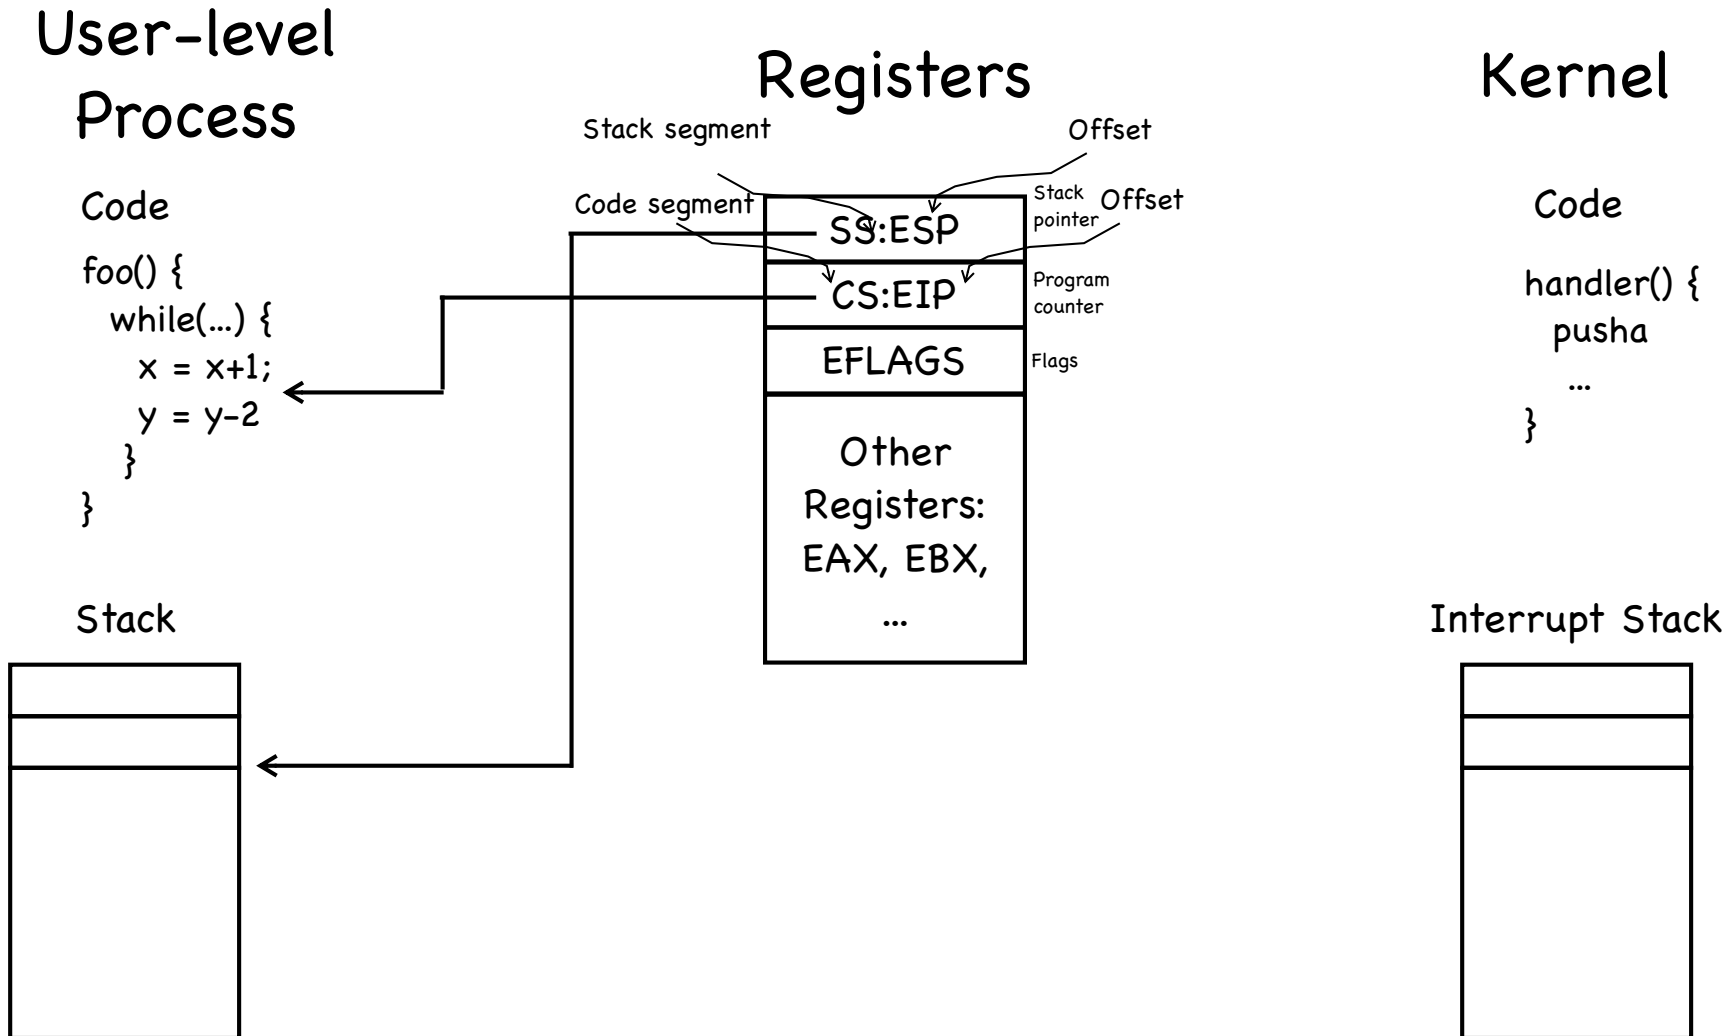 User-level
Process
Code
foo() {
while(...) {
x = x+1;
y = y-2
}
}
Stack
Registers
Stack segment
Offset
Code segment
Stack
pointer
Offset
SS:ESP
CS:EIP
Program
counter
EFLAGS
Flags
Other
Registers:
EAX, EBX,
...
Kernel
Code
handler() {
pusha
...
}
Interrupt Stack